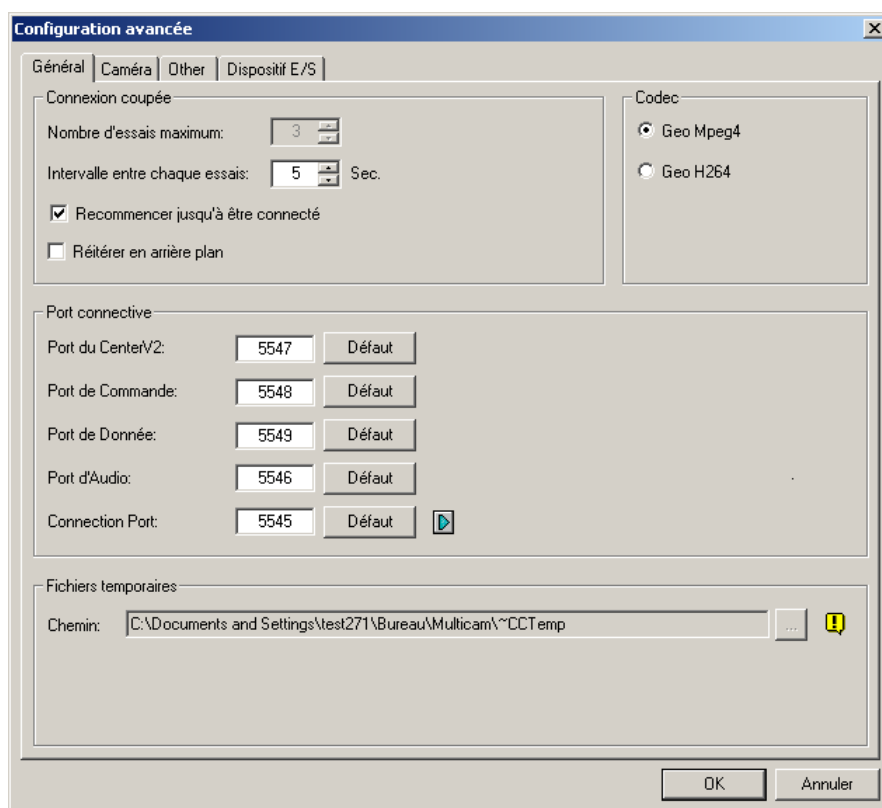 Configuration avancée
Général Caméra Other Dispositif E/S
Connexion coupée
Nombre d'essais maximum: 3
Intervalle entre chaque essais: 5 Sec.
Recommencer jusqu'à être connecté
Réitérer en arrière plan
Codec
Geo Mpeg4
Geo H264
Port connective
Port du CenterV2: 5547 Défaut
Port de Commande: 5548 Défaut
Port de Donnée: 5549 Défaut
Port d'Audio: 5546 Défaut
Connection Port: 5545 Défaut
Fichiers temporaires
Chemin: C:\Documents and Settings\test271\Bureau\Multicam\~CCTemp ...
OK Annuler